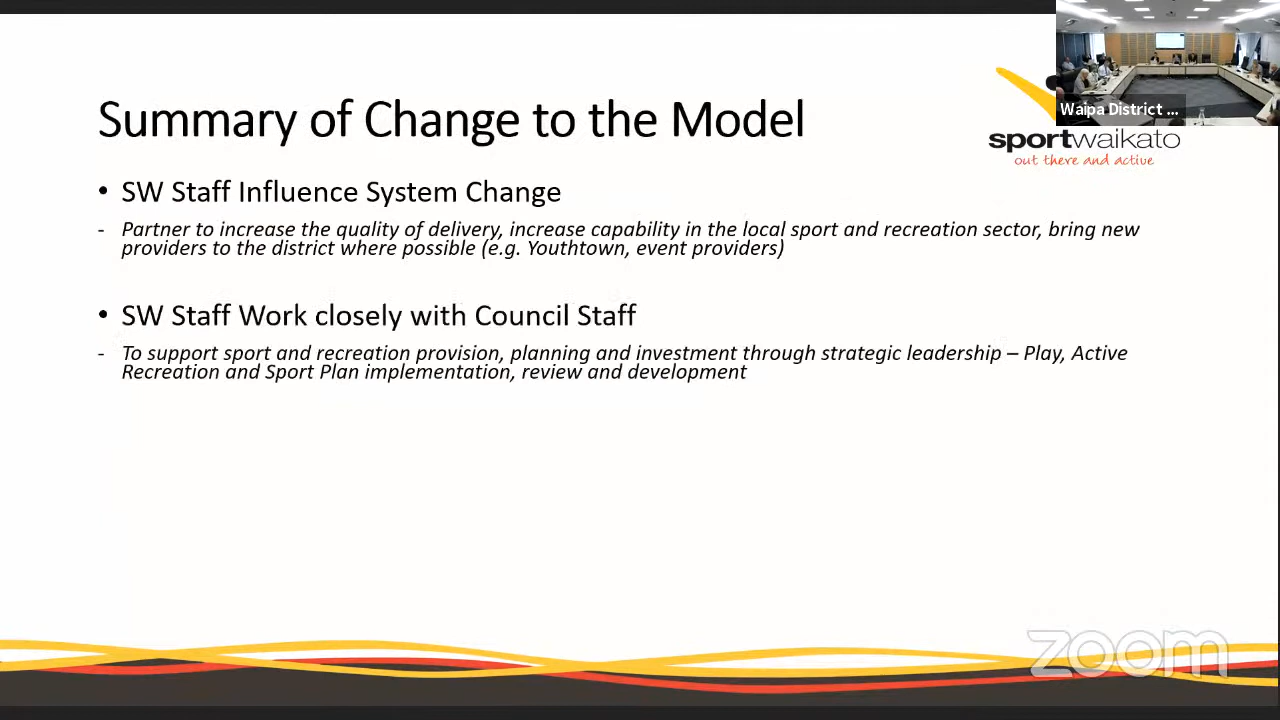 Summary of Change to the Model
Waipa District ...
sportwaikato
out there and active
• SW Staff Influence System Change
- Partner to increase the quality of delivery, increase capability in the local sport and recreation sector, bring new
providers to the district where possible (e.g. Youthtown, event providers)
• SW Staff Work closely with Council Staff
- To support sport and recreation provision, planning and investment through strategic leadership – Play, Active
Recreation and Sport Plan implementation, review and development
zoom